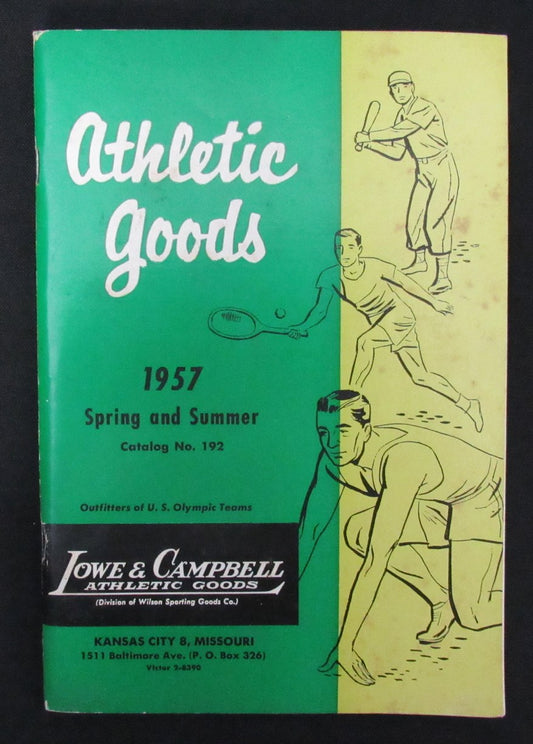 Athletic
Goods
1957
Spring and Summer
Catalog No. 192
Outfitters of U. S. Olympic Teams
LOWE & CAMPBELL
ATHLETIC GOODS
(Division of Wilson Sporting Goods Co.)
KANSAS CITY 8, MISSOURI
1511 Baltimore Ave. (P. O. Box 326)
Victor 2-8390